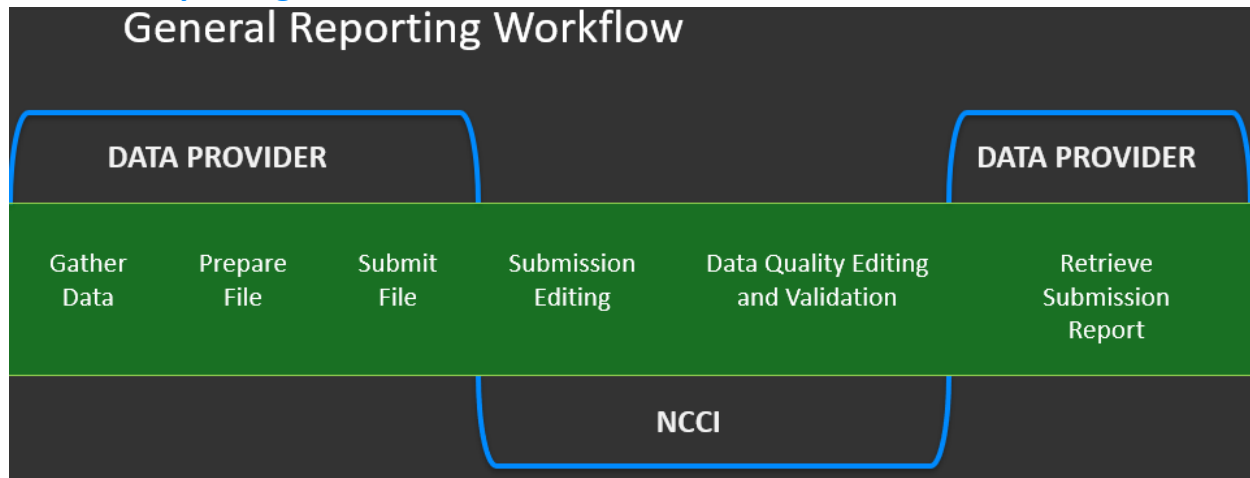 General Reporting Workflow
DATA PROVIDER
DATA PROVIDER
Gather
Data
Prepare
File
Submit
File
Submission
Editing
Data Quality Editing
and Validation
Retrieve
Submission
Report
NCCI